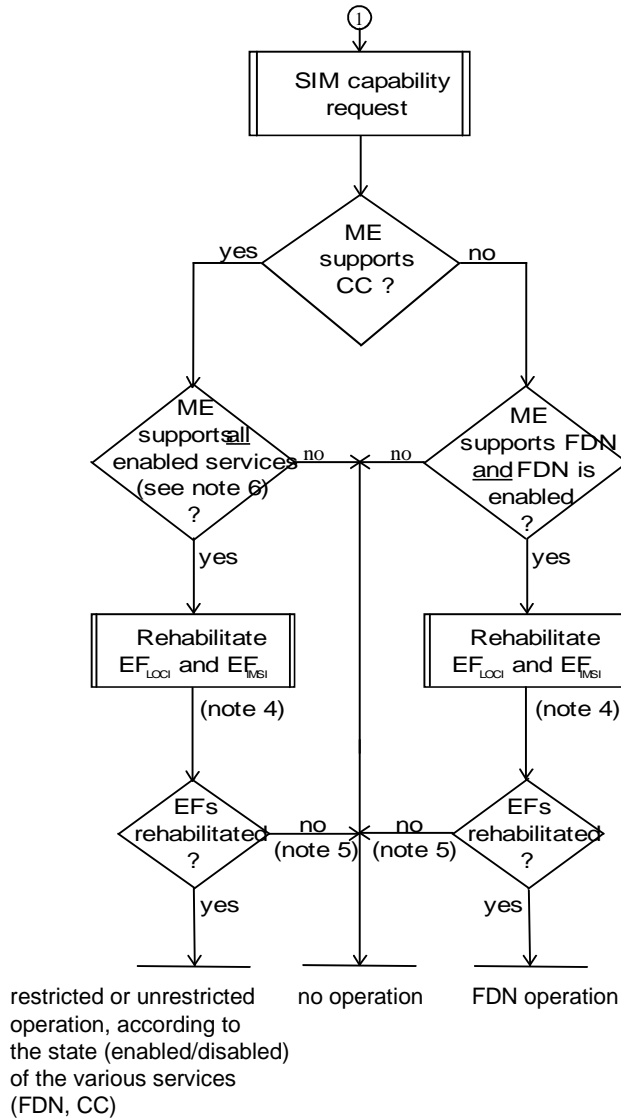 1
SIM capability
request
ME
supports
CC ?
yes
no
ME
supports all
enabled services
(see note 6)
?
no
no
ME
supports FDN
and FDN is
enabled
?
yes
yes
Rehabilitate
EFLOCI and EFIMSI
Rehabilitate
EFLOCI and EFIMSI
(note 4)
(note 4)
EFs
rehabilitated
?
no
(note 5)
no
(note 5)
EFs
rehabilitated
?
yes
yes
restricted or unrestricted
operation, according to
the state (enabled/disabled)
of the various services
(FDN, CC)
no operation
FDN operation